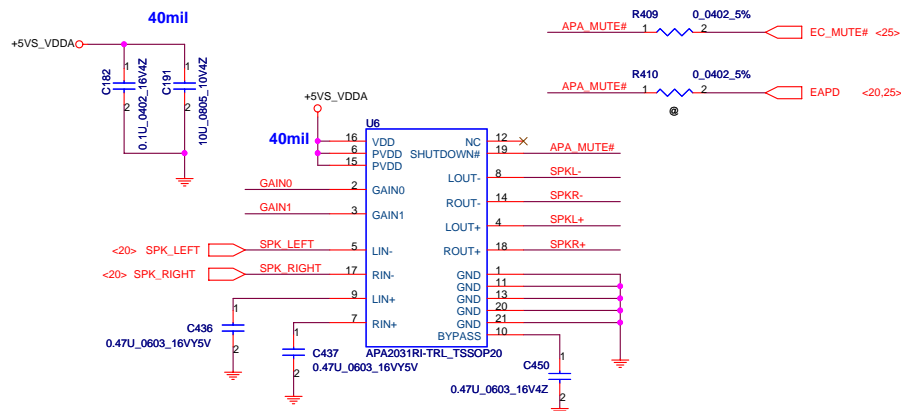 40mil
+5VS_VDDA
1
C182
2
0.1U_0402_16V4Z
1
C191
2
10U_0805_10V4Z
R409 0_0402_5%
APA_MUTE# 1 2 EC_MUTE# <25>
R410 0_0402_5%
APA_MUTE# 1 2 EAPD <20,25>
@
+5VS_VDDA
40mil
U6
16 VDD NC 12
6 PVDD SHUTDOWN# 19 APA_MUTE#
15 PVDD
LOUT- 8 SPKL-
GAIN0 2 GAIN0
ROUT- 14 SPKR-
GAIN1 3 GAIN1
LOUT+ 4 SPKL+
<20> SPK_LEFT SPK_LEFT 5 LIN- ROUT+ 18 SPKR+
<20> SPK_RIGHT SPK_RIGHT 17 RIN- GND 1
GND 11
9 LIN+ GND 13
GND 20
7 RIN+ GND 21
BYPASS 10
APA2031RI-TRL_TSSOP20
1
C436
0.47U_0603_16VY5V
2
1
C437
0.47U_0603_16VY5V
2
1
C450
0.47U_0603_16V4Z
2